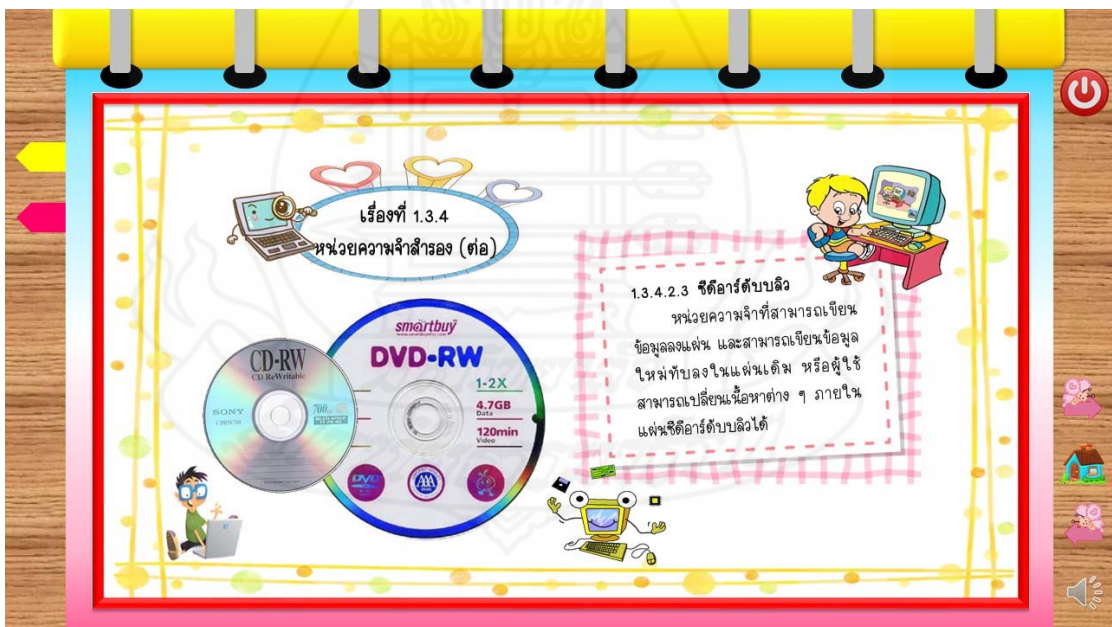 เรื่องที่ 1.3.4
หน่วยความจำสำรอง (ต่อ)
1.3.4.2.3 ซีดีอาร์ดับบลิว
หน่วยความจำที่สามารถเขียน
ข้อมูลลงแผ่น และสามารถเขียนข้อมูล
ใหม่ทับลงในแผ่นเดิม หรือผู้ใช้
สามารถเปลี่ยนเนื้อหาต่าง ๆ ภายใน
แผ่นซีดีอาร์ดับบลิวได้
CD-RW
CD ReWritable
SONY
700
smartbuy
DVD-RW
1-2X
4.7GB
Data
120min
Video
DVD